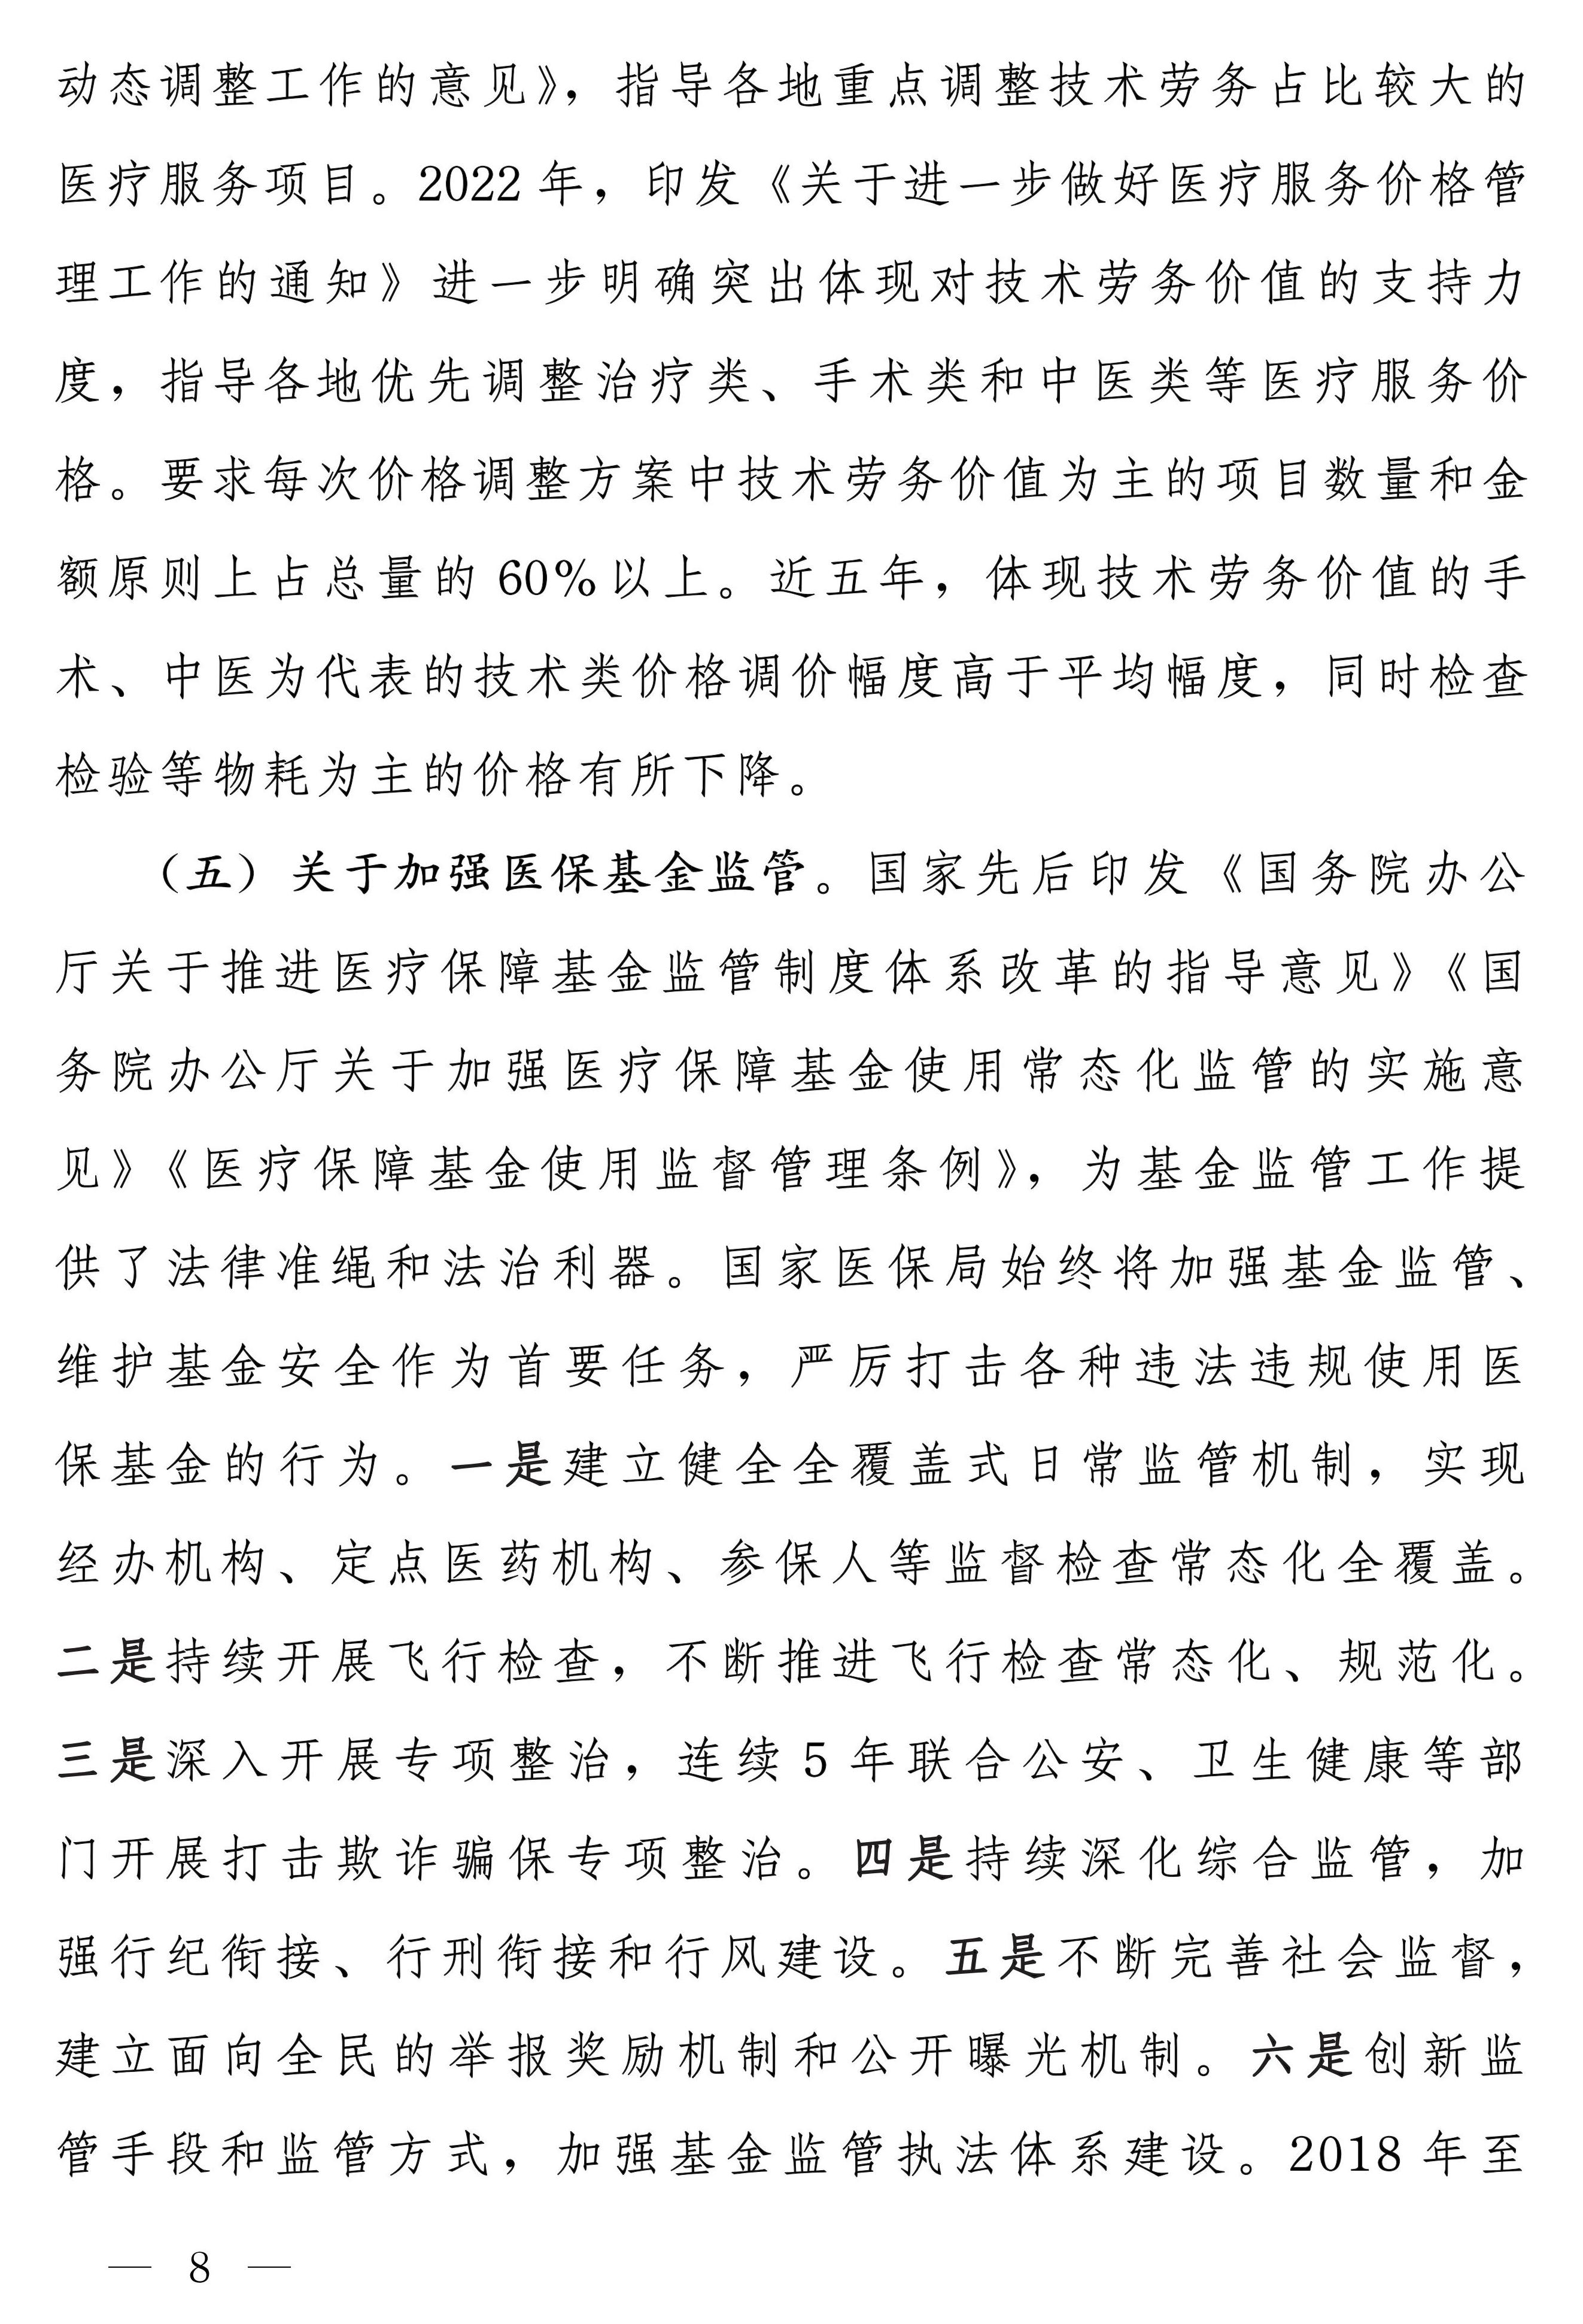 动态调整工作的意见》，指导各地重点调整技术劳务占比较大的
医疗服务项目。2022 年，印发《关于进一步做好医疗服务价格管
理工作的通知》进一步明确突出体现对技术劳务价值的支持力
度，指导各地优先调整治疗类、手术类和中医类等医疗服务价
格。要求每次价格调整方案中技术劳务价值为主的项目数量和金
额原则上占总量的 60%以上。近五年，体现技术劳务价值的手
术、中医为代表的技术类价格调价幅度高于平均幅度，同时检查
检验等物耗为主的价格有所下降。
（五）关于加强医保基金监管。国家先后印发《国务院办公
厅关于推进医疗保障基金监管制度体系改革的指导意见》《国
务院办公厅关于加强医疗保障基金使用常态化监管的实施意
见》《医疗保障基金使用监督管理条例》，为基金监管工作提
供了法律准绳和法治利器。国家医保局始终将加强基金监管、
维护基金安全作为首要任务，严厉打击各种违法违规使用医
保基金的行为。一是建立健全全覆盖式日常监管机制，实现
经办机构、定点医药机构、参保人等监督检查常态化全覆盖。
二是持续开展飞行检查，不断推进飞行检查常态化、规范化。
三是深入开展专项整治，连续 5 年联合公安、卫生健康等部
门开展打击欺诈骗保专项整治。四是持续深化综合监管，加
强行纪衔接、行刑衔接和行风建设。五是不断完善社会监督，
建立面向全民的举报奖励机制和公开曝光机制。六是创新监
管手段和监管方式，加强基金监管执法体系建设。2018 年至
— 8 —